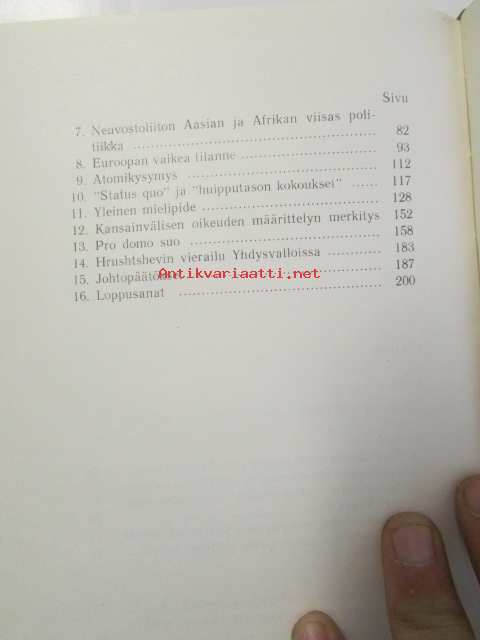 Sivu
7. Neuvostoliiton Aasian ja Afrikan viisas poli-
tiikka ........................................ 82
8. Euroopan vaikea tilanne ...................... 93
9. Atomikysymys ................................. 112
10. "Status quo" ja "huipputason kokoukset" ...... 117
11. Yleinen mielipide ............................ 128
12. Kansainvälisen oikeuden määrittelyn merkitys 152
13. Pro domo suo ................................. 158
14. Hrushtshevin vierailu Yhdysvalloissa ............ 183
15. Johtopäätökset ............................... 187
Antikvariaatti.net
16. Loppusanat ................................... 200